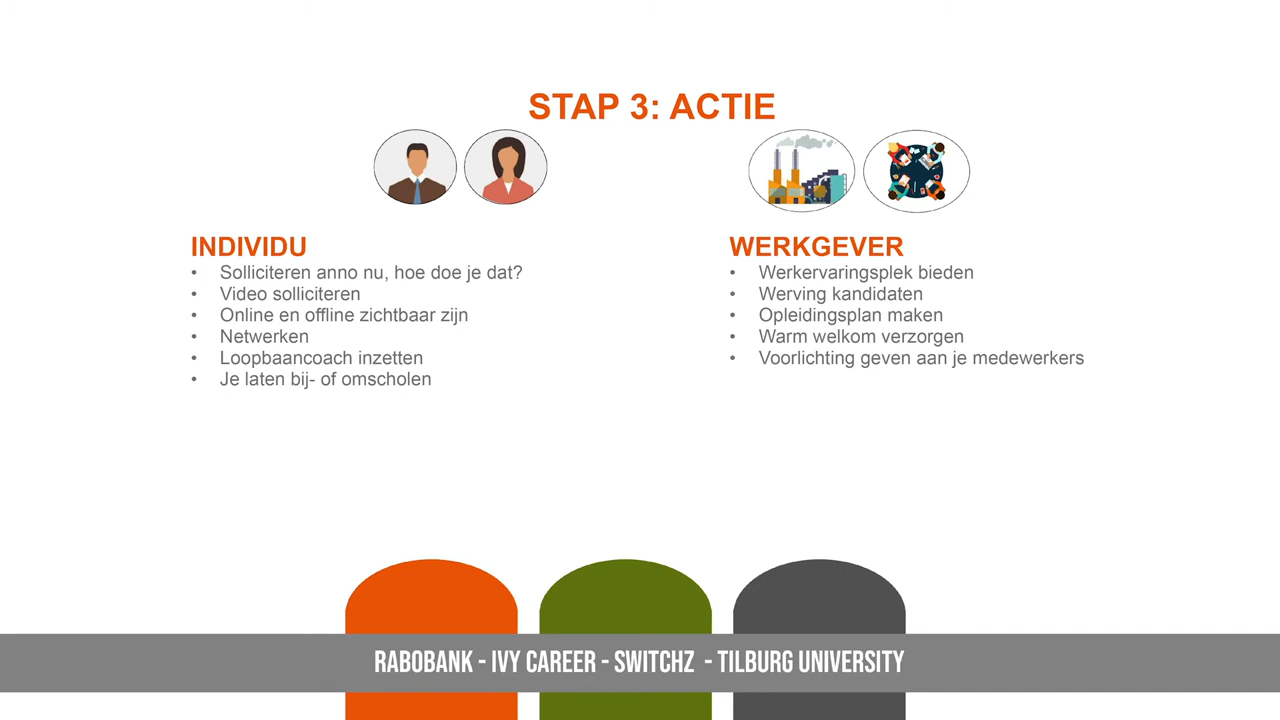 STAP 3: ACTIE
INDIVIDU
• Solliciteren anno nu, hoe doe je dat?
• Video solliciteren
• Online en offline zichtbaar zijn
• Netwerken
• Loopbaancoach inzetten
• Je laten bij- of omscholen
WERKGEVER
• Werkervaringsplek bieden
• Werving kandidaten
• Opleidingsplan maken
• Warm welkom verzorgen
• Voorlichting geven aan je medewerkers
RABOBANK - IVY CAREER - SWITCHZ - TILBURG UNIVERSITY